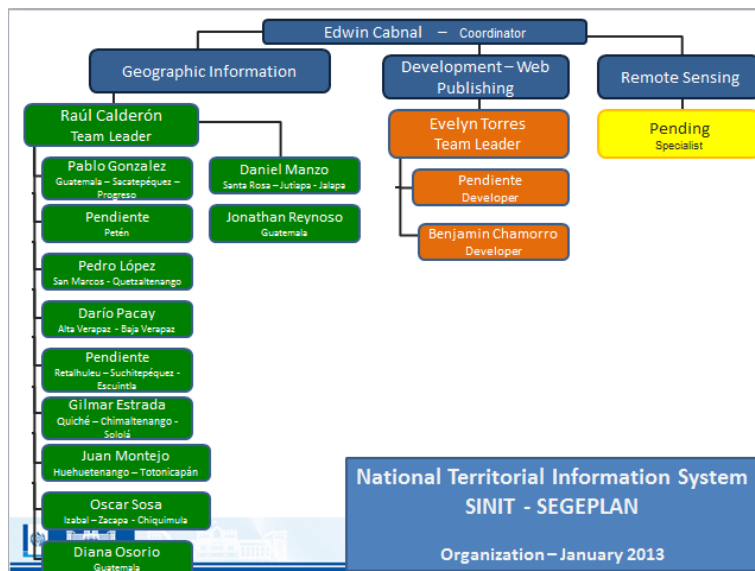 Edwin Cabnal – Coordinator
Geographic Information
Development – Web
Publishing
Remote Sensing
Raúl Calderón
Team Leader
Evelyn Torres
Team Leader
Pending
Specialist
Pablo Gonzalez
Guatemala – Sacatepéquez –
Progreso
Daniel Manzo
Santa Rosa – Jutiapa - Jalapa
Pendiente
Developer
Pendiente
Petén
Jonathan Reynoso
Guatemala
Benjamin Chamorro
Developer
Pedro López
San Marcos - Quetzaltenango
Darío Pacay
Alta Verapaz - Baja Verapaz
Pendiente
Retalhuleu – Suchitepéquez -
Escuintla
Gilmar Estrada
Quiché – Chimaltenango -
Sololá
Juan Montejo
Huehuetenango – Totonicapán
Oscar Sosa
Izabal – Zacapa - Chiquimula
Diana Osorio
Guatemala
National Territorial Information System
SINIT - SEGEPLAN
Organization – January 2013